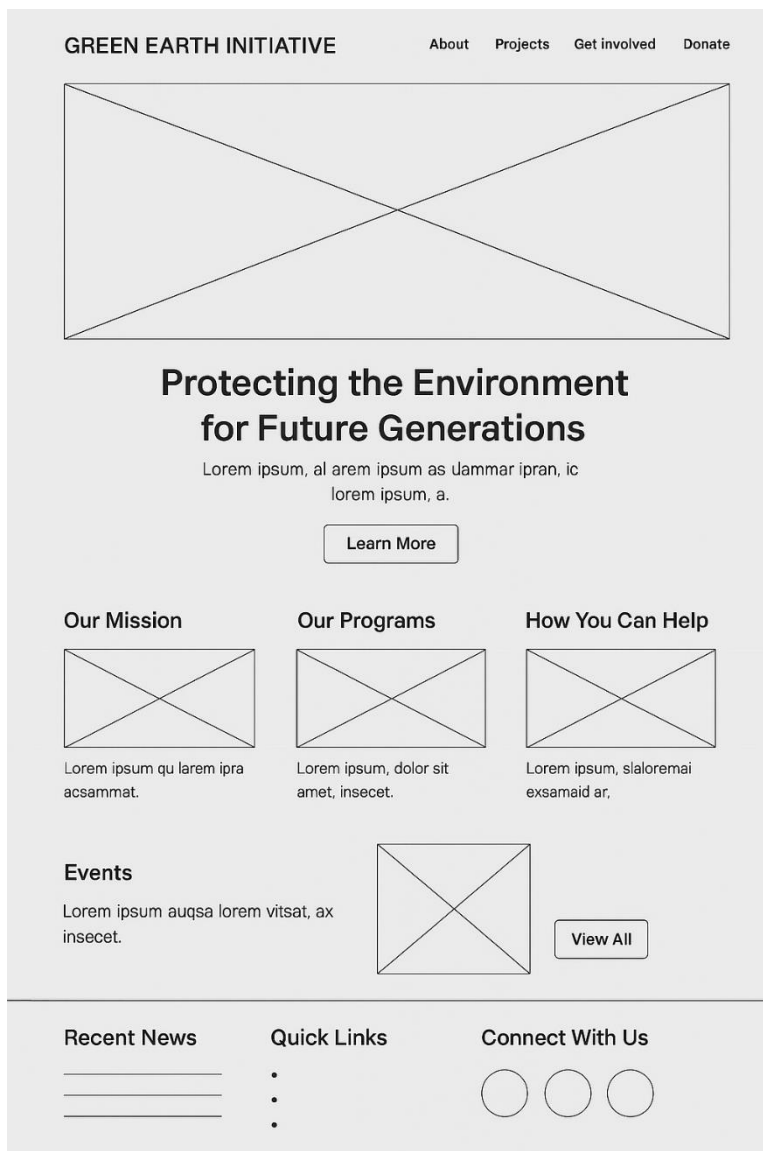 GREEN EARTH INITIATIVE
About Projects Get involved Donate
Protecting the Environment
for Future Generations
Lorem ipsum, al arem ipsum as dammar ipran, ic
lorem ipsum, a.
Learn More
Our Mission
Lorem ipsum qu larem ipra
acsammat.
Our Programs
Lorem ipsum, dolor sit
amet, insecet.
How You Can Help
Lorem ipsum, slaloremai
exsamaid ar,
Events
Lorem ipsum auqsa lorem vitsat, ax
insecet.
View All
Recent News
Quick Links
Connect With Us